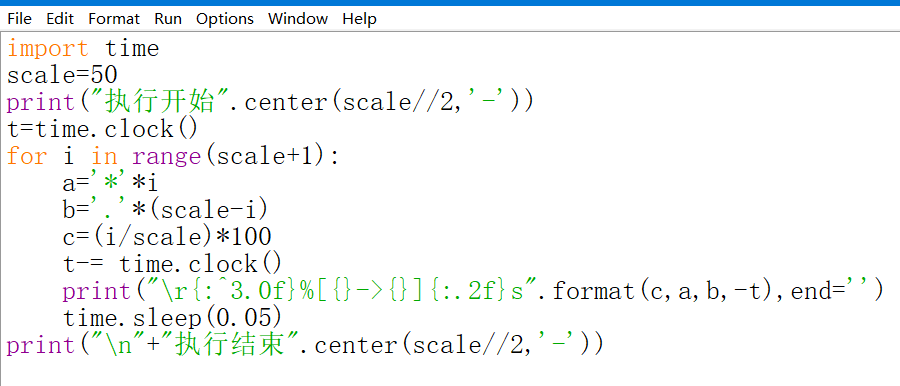 File Edit Format Run Options Window Help
import time
scale=50
print("执行开始".center(scale//2,'-'))
t=time.clock()
for i in range(scale+1):
    a='*'*i
    b='.'*(scale-i)
    c=(i/scale)*100
    t-= time.clock()
    print("\r{:^3.0f}%[{}->{}]{:.2f}s".format(c,a,b,-t),end='')
    time.sleep(0.05)
print("\n"+"执行结束".center(scale//2,'-'))